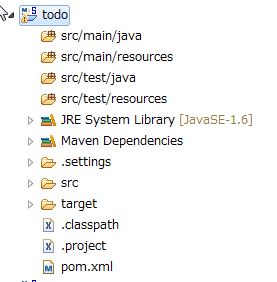 todo
src/main/java
src/main/resources
src/test/java
src/test/resources
JRE System Library [JavaSE-1.6]
Maven Dependencies
.settings
src
target
.classpath
.project
pom.xml